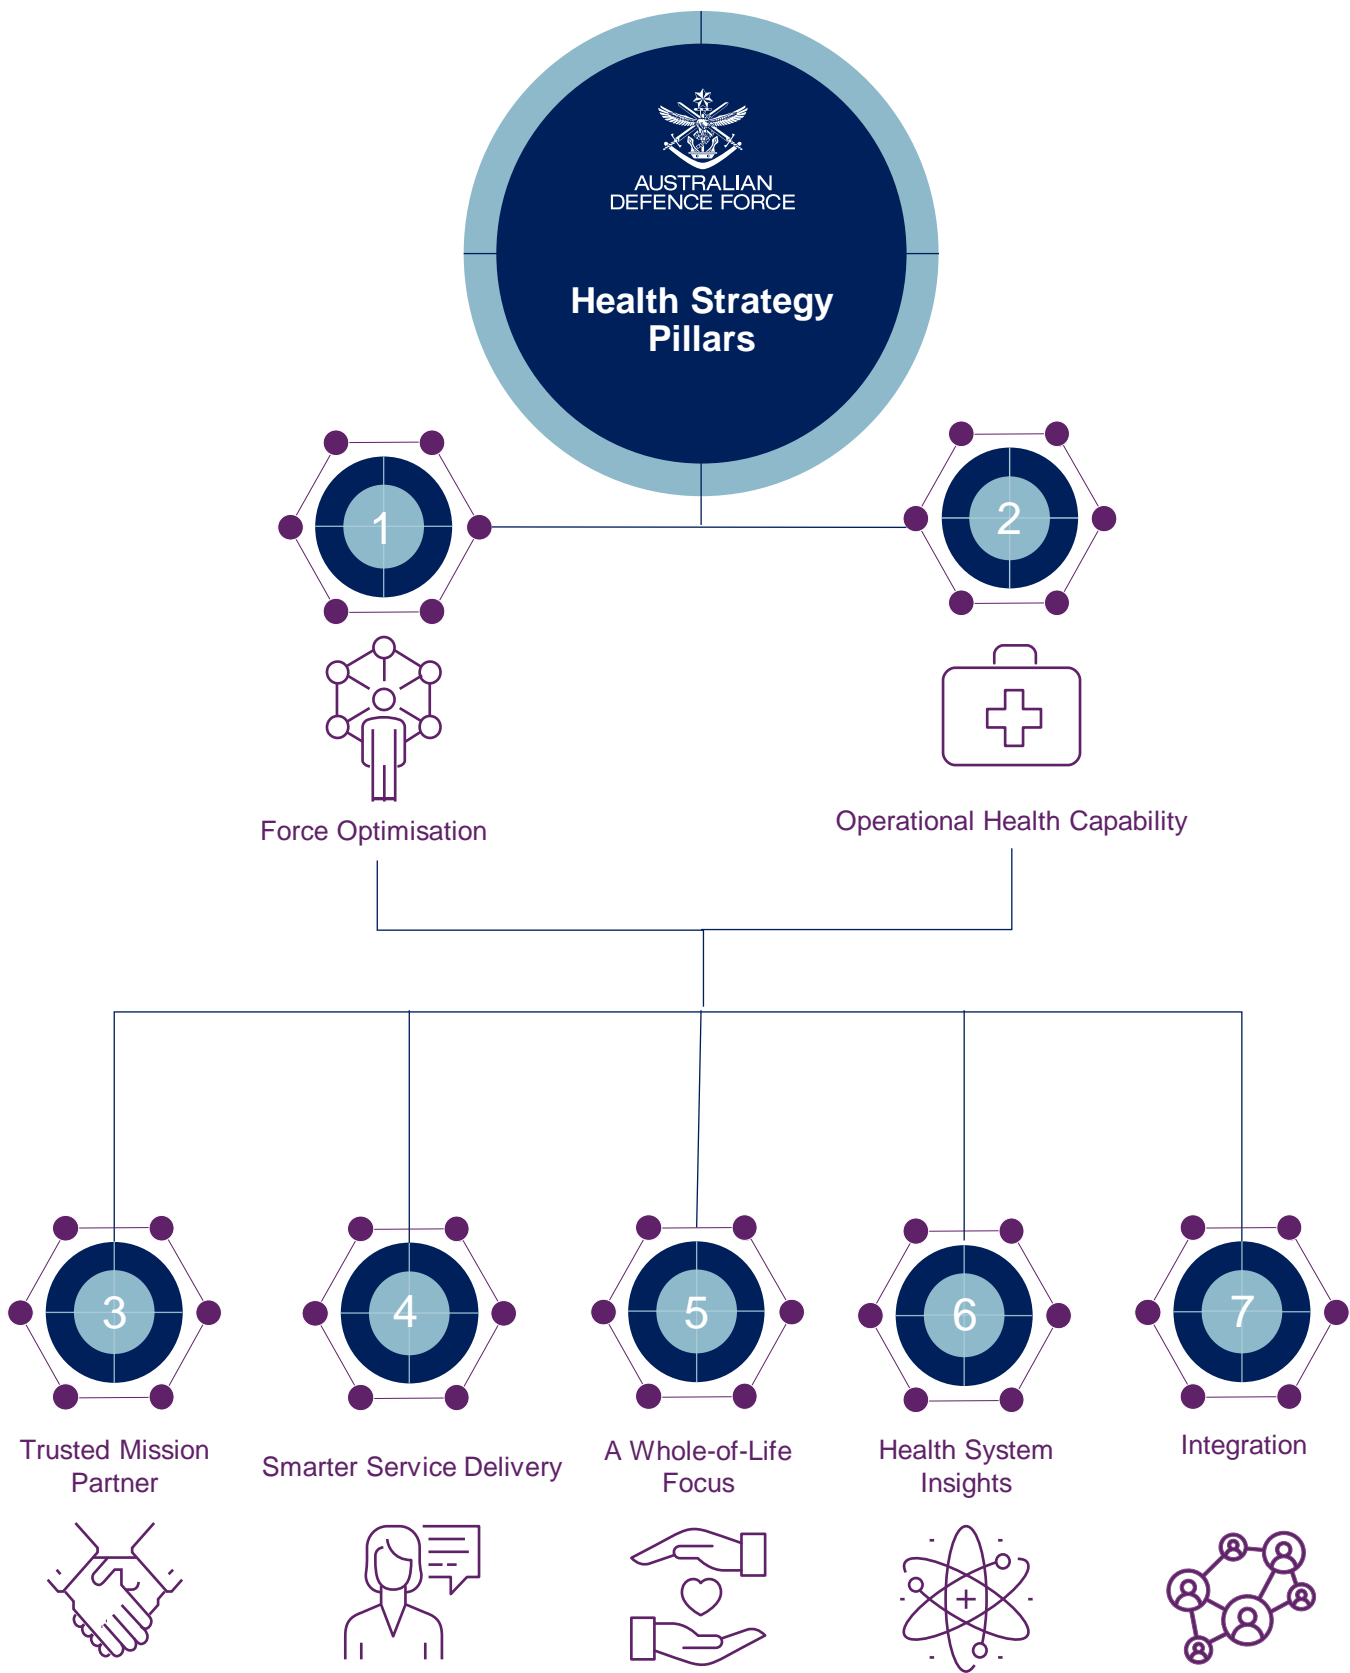 AUSTRALIAN
DEFENCE FORCE
Health Strategy
Pillars
1
2
Force Optimisation
Operational Health Capability
3
4
5
6
7
Trusted Mission
Partner
Smarter Service Delivery
A Whole-of-Life
Focus
Health System
Insights
Integration